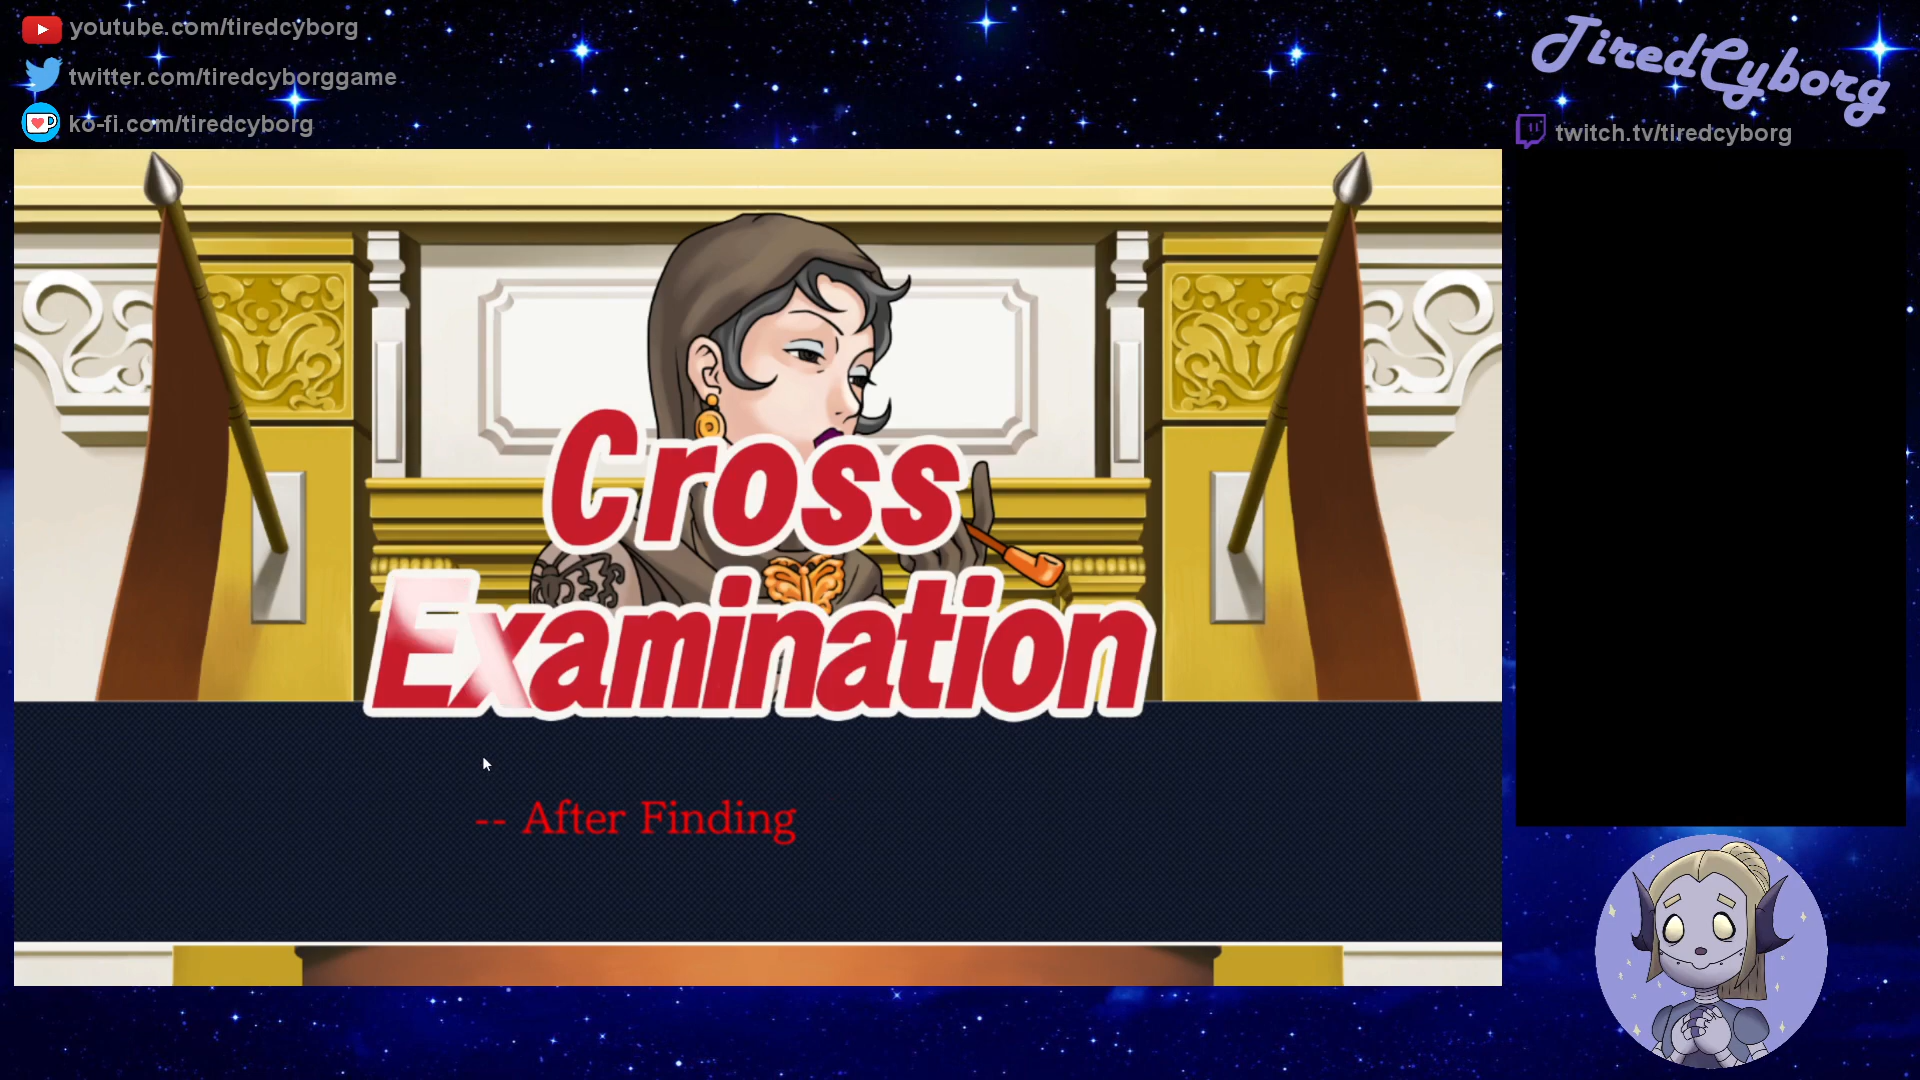 youtube.com/tiredcyborg
twitter.com/tiredcyborggame
ko-fi.com/tiredcyborg
TiredCyborg
twitch.tv/tiredcyborg
Cross
Examination
-- After Finding